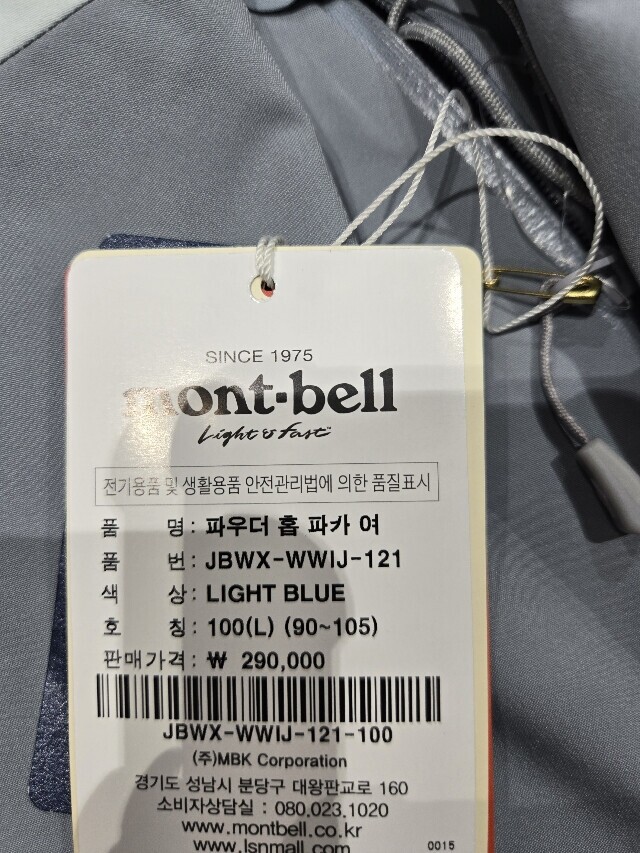 SINCE 1975
mont-bell
Light & Fast
전기용품 및 생활용품 안전관리법에 의한 품질표시
품 명 : 파우더 홉 파카 여
품 번 : JBWX-WWIJ-121
색 상 : LIGHT BLUE
호 칭 : 100(L) (90~105)
판매가격 : ₩ 290,000
JBWX-WWIJ-121-100
(주)MBK Corporation
경기도 성남시 분당구 대왕판교로 160
소비자상담실 : 080.023.1020
www.montbell.co.kr
www.lsnmall.com
0015